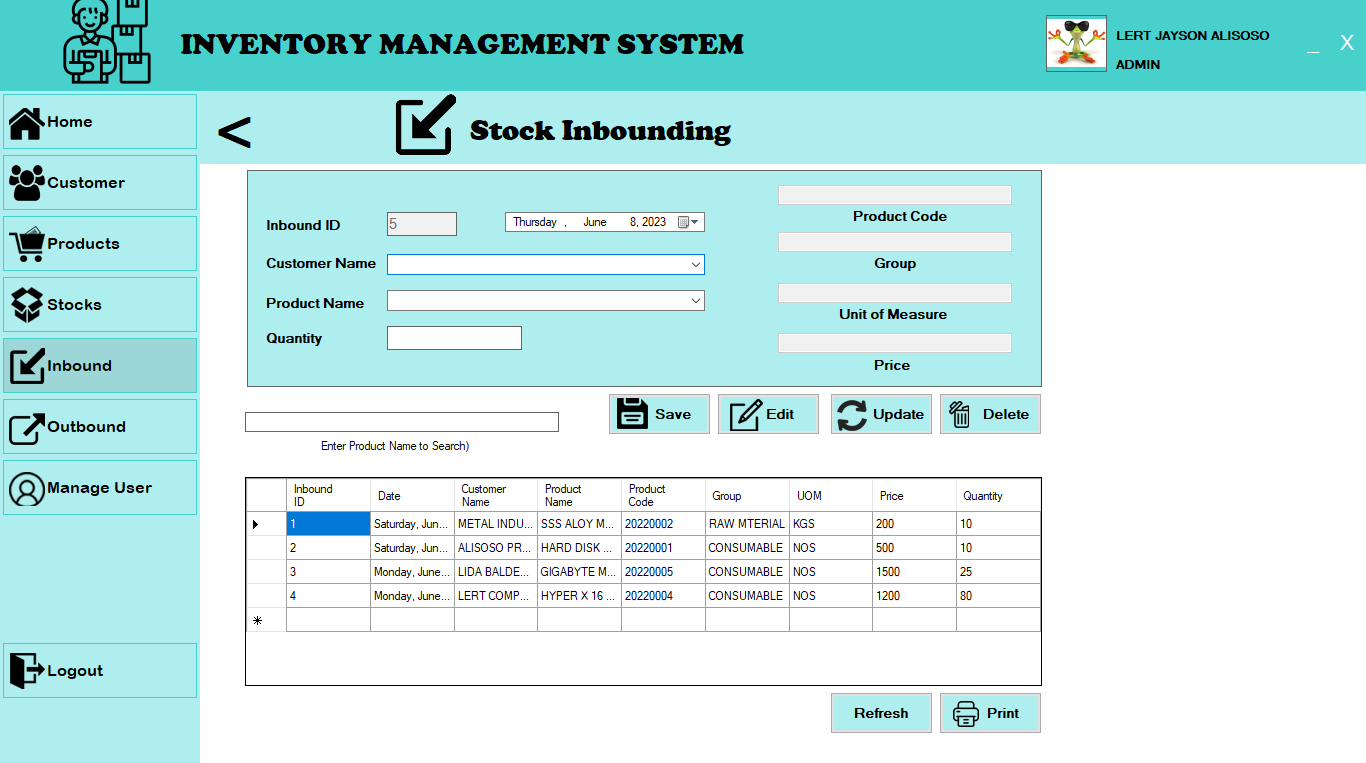 INVENTORY MANAGEMENT SYSTEM
LERT JAYSON ALISOSO
ADMIN
_ X
Home
Customer
Products
Stocks
Inbound
Outbound
Manage User
Logout
< Stock Inbounding
Inbound ID 5 Thursday , June 8, 2023
Customer Name
Product Name
Quantity
Product Code
Group
Unit of Measure
Price
Save Edit Update Delete
Enter Product Name to Search)
Inbound ID Date Customer Name Product Name Product Code Group UOM Price Quantity
1 Saturday, Jun... METAL INDU... SSS ALOY M... 20220002 RAW MTERIAL KGS 200 10
2 Saturday, Jun... ALISOSO PR... HARD DISK ... 20220001 CONSUMABLE NOS 500 10
3 Monday, June... LIDA BALDE... GIGABYTE M... 20220005 CONSUMABLE NOS 1500 25
4 Monday, June... LERT COMP... HYPER X 16 ... 20220004 CONSUMABLE NOS 1200 80
Refresh Print